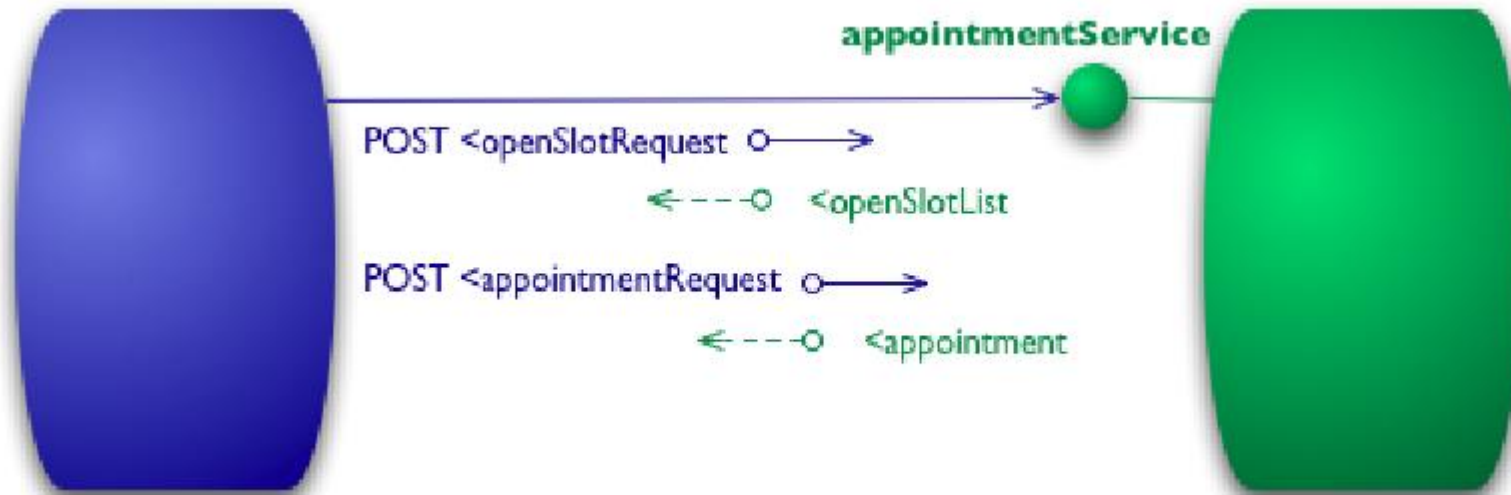 appointmentService
POST <openSlotRequest
<openSlotList
POST <appointmentRequest
<appointment